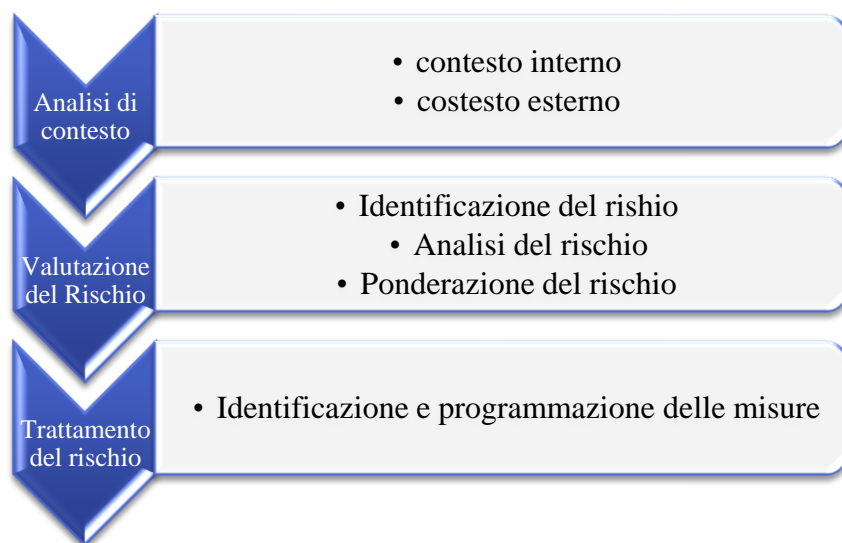 Analisi di
contesto
• contesto interno
• costesto esterno
Valutazione
del Rischio
• Identificazione del rishio
• Analisi del rischio
• Ponderazione del rischio
Trattamento
del rischio
• Identificazione e programmazione delle misure